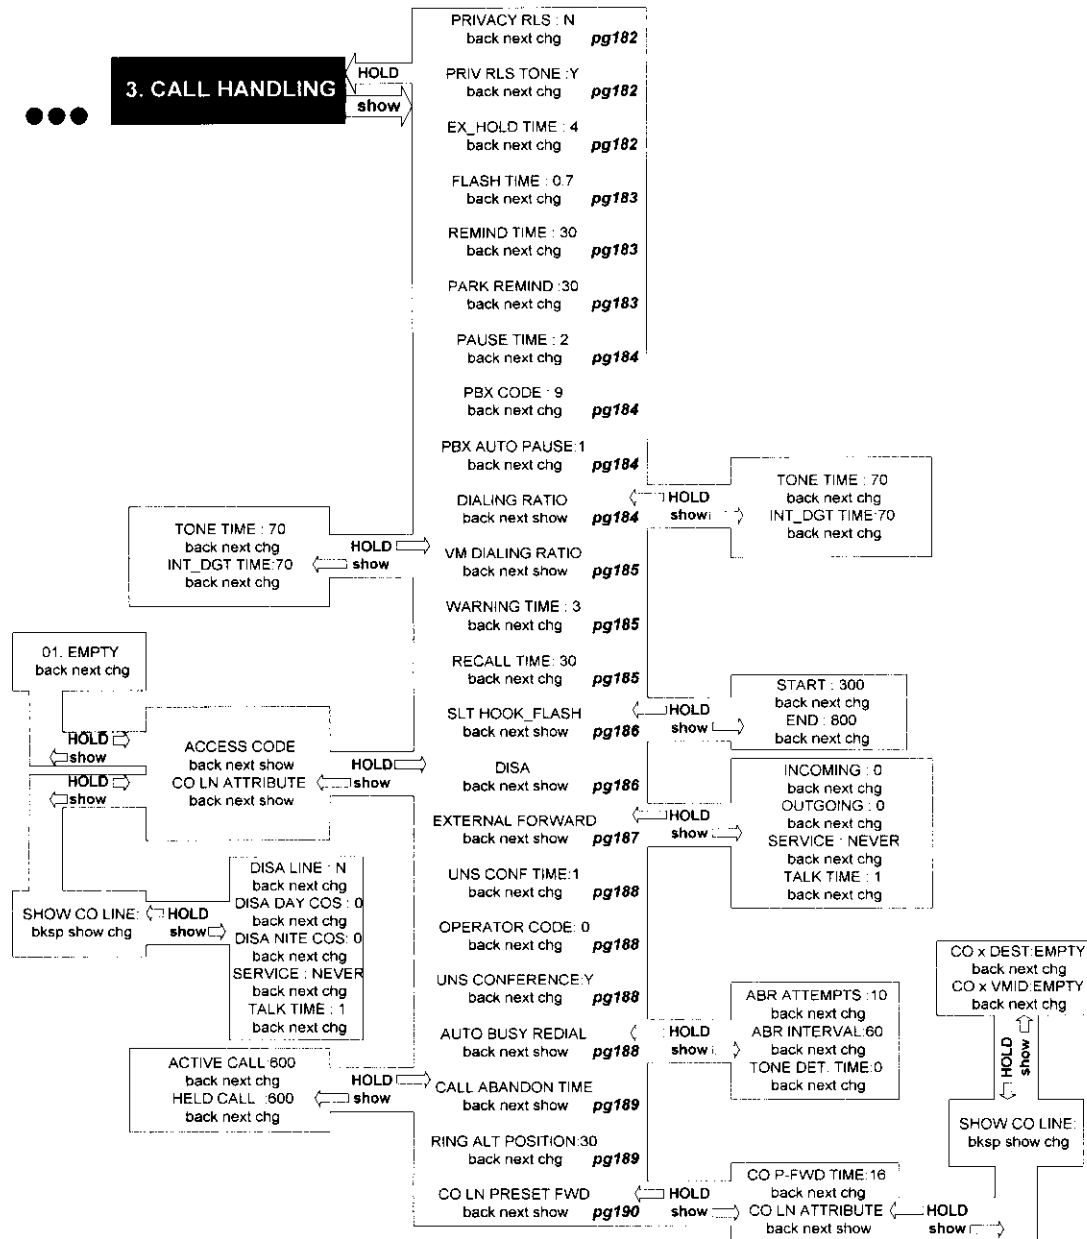 3. CALL HANDLING
HOLD
show
PRIVACY RLS : N
back next chg pg182
PRIV RLS TONE :Y
back next chg pg182
EX_HOLD TIME : 4
back next chg pg182
FLASH TIME : 0.7
back next chg pg183
REMIND TIME : 30
back next chg pg183
PARK REMIND :30
back next chg pg183
PAUSE TIME : 2
back next chg pg184
PBX CODE : 9
back next chg pg184
PBX AUTO PAUSE:1
back next chg pg184
DIALING RATIO
back next show pg184
HOLD
show
TONE TIME : 70
back next chg
INT_DGT TIME:70
back next chg
TONE TIME : 70
back next chg
INT_DGT TIME:70
back next chg
HOLD
show
VM DIALING RATIO
back next show pg185
WARNING TIME : 3
back next chg pg185
RECALL TIME: 30
back next chg pg185
SLT HOOK_FLASH
back next show pg186
HOLD
show
START : 300
back next chg
END : 800
back next chg
01. EMPTY
back next chg
HOLD
show
HOLD
show
ACCESS CODE
back next show
CO LN ATTRIBUTE
back next show
HOLD
show
DISA
back next show pg186
EXTERNAL FORWARD
back next show pg187
HOLD
show
INCOMING : 0
back next chg
OUTGOING : 0
back next chg
SERVICE : NEVER
back next chg
TALK TIME : 1
back next chg
SHOW CO LINE:
bksp show chg
HOLD
show
DISA LINE : N
back next chg
DISA DAY COS : 0
back next chg
DISA NITE COS: 0
back next chg
SERVICE : NEVER
back next chg
TALK TIME : 1
back next chg
UNS CONF TIME:1
back next chg pg188
OPERATOR CODE: 0
back next chg pg188
UNS CONFERENCE:Y
back next chg pg188
AUTO BUSY REDIAL
back next show pg188
HOLD
show
ABR ATTEMPTS :10
back next chg
ABR INTERVAL:60
back next chg
TONE DET. TIME:0
back next chg
ACTIVE CALL:600
back next chg
HELD CALL :600
back next chg
HOLD
show
CALL ABANDON TIME
back next show pg189
RING ALT POSITION:30
back next chg pg189
CO LN PRESET FWD
back next show pg190
HOLD
show
CO P-FWD TIME:16
back next chg
CO LN ATTRIBUTE
back next show
HOLD
show
SHOW CO LINE:
bksp show chg
HOLD
show
CO x DEST:EMPTY
back next chg
CO x VMID:EMPTY
back next chg